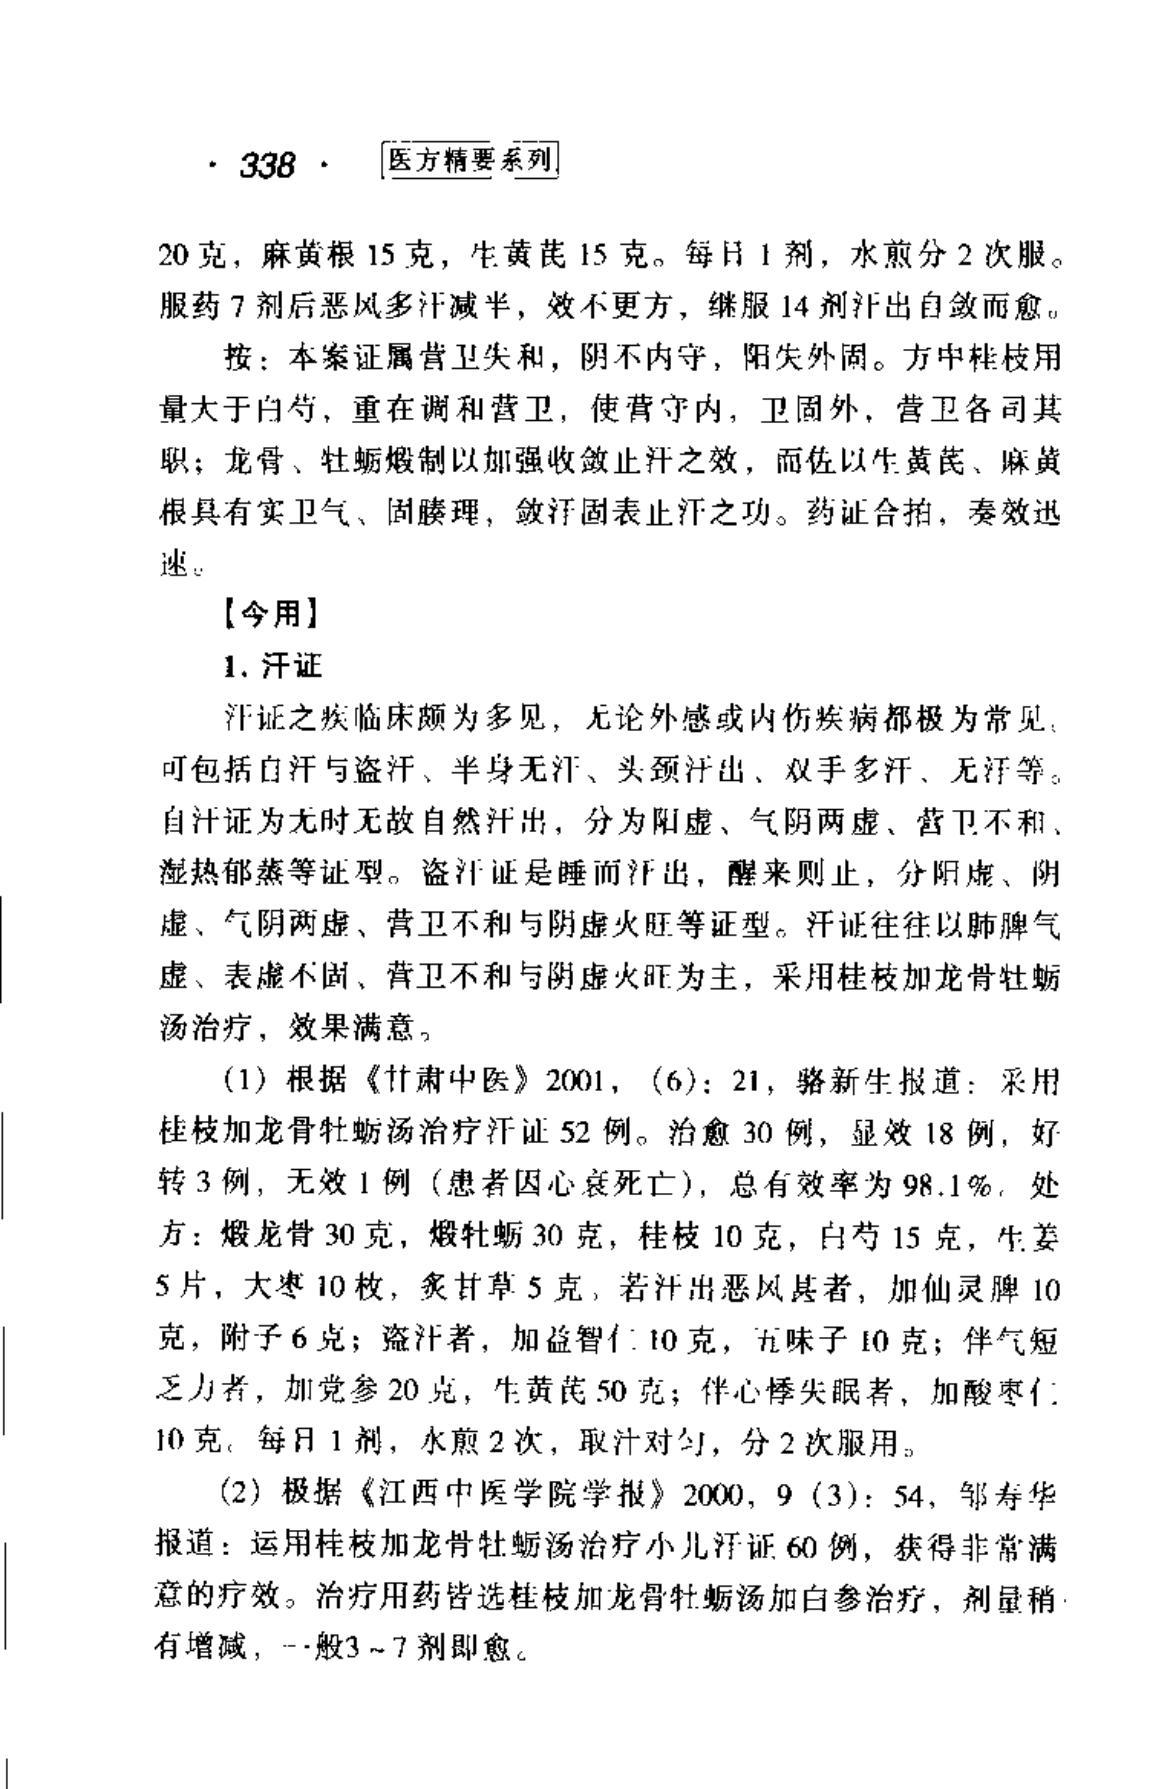 · 338 · 医方精要系列
20克，麻黄根15克，生黄芪15克。每日1剂，水煎分2次服。
服药7剂后恶风多汗减半，效不更方，继服14剂汗出自敛而愈。
按：本案证属营卫失和，阴不内守，阳失外固。方中桂枝用
量大于白芍，重在调和营卫，使营守内，卫固外，营卫各司其
职；龙骨、牡蛎煅制以加强收敛止汗之效，而佐以生黄芪、麻黄
根具有实卫气、固腠理，敛汗固表止汗之功。药证合拍，奏效迅
速。
【今用】
1. 汗证
汗证之疾临床颇为多见，无论外感或内伤疾病都极为常见，
可包括自汗与盗汗、半身无汗、头颈汗出、双手多汗、无汗等。
自汗证为无时无故自然汗出，分为阳虚、气阴两虚、营卫不和、
湿热郁蒸等证型。盗汗证是睡而汗出，醒来则止，分阳虚、阴
虚、气阴两虚、营卫不和与阴虚火旺等证型。汗证往往以肺脾气
虚、表虚不固、营卫不和与阴虚火旺为主，采用桂枝加龙骨牡蛎
汤治疗，效果满意。
（1）根据《甘肃中医》2001，（6）：21，骆新生报道：采用
桂枝加龙骨牡蛎汤治疗汗证52例。治愈30例，显效18例，好
转3例，无效1例（患者因心衰死亡），总有效率为98.1%。处
方：煅龙骨30克，煅牡蛎30克，桂枝10克，白芍15克，生姜
5片，大枣10枚，炙甘草5克。若汗出恶风甚者，加仙灵脾10
克，附子6克；盗汗者，加益智仁10克，五味子10克；伴气短
乏力者，加党参20克，生黄芪50克；伴心悸失眠者，加酸枣仁
10克。每日1剂，水煎2次，取汁对匀，分2次服用。
（2）极据《江西中医学院学报》2000，9（3）：54，邹寿华
报道：运用桂枝加龙骨牡蛎汤治疗小儿汗证60例，获得非常满
意的疗效。治疗用药皆选桂枝加龙骨牡蛎汤加白参治疗，剂量稍
有增减，一般3~7剂即愈。